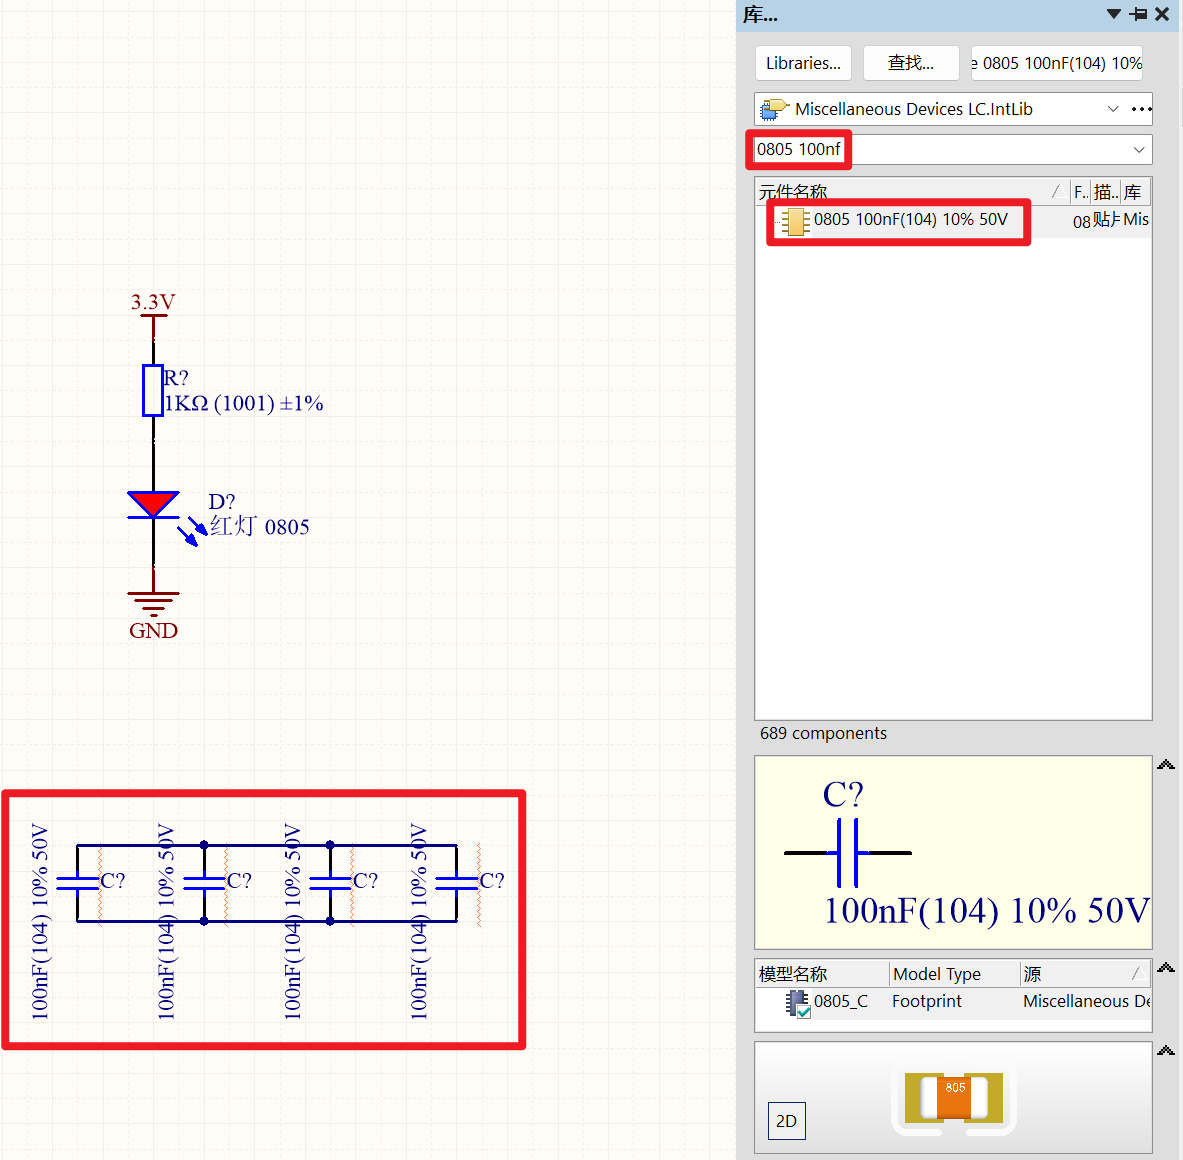 库...
Libraries...
查找...
e 0805 100nF(104) 10%
Miscellaneous Devices LC.IntLib
0805 100nf
元件名称
F..
描..
库
0805 100nF(104) 10% 50V
08
贴片
Mis
689 components
C?
100nF(104) 10% 50V
模型名称
Model Type
源
0805_C
Footprint
Miscellaneous De
805
2D
3.3V
R?
1KΩ (1001) ±1%
D?
红灯 0805
GND
100nF(104) 10% 50V
C?
100nF(104) 10% 50V
C?
100nF(104) 10% 50V
C?
100nF(104) 10% 50V
C?